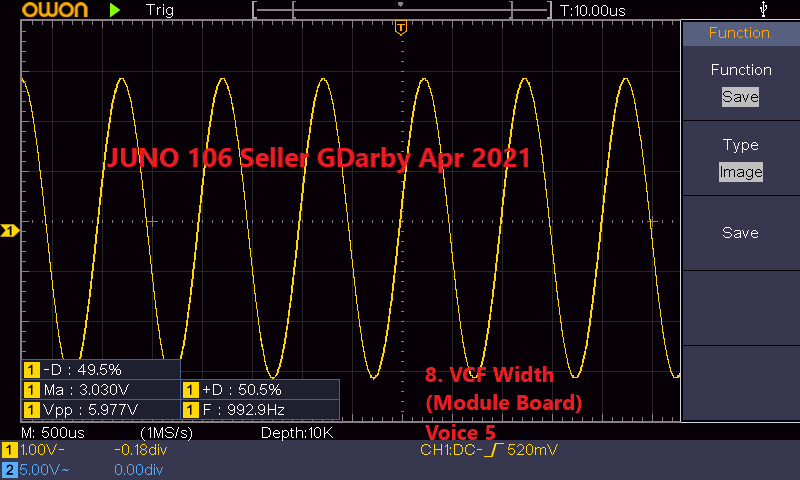 OWON Trig T:10.00us
T
Function
Function
Save
JUNO 106 Seller GDarby Apr 2021
Type
Image
1
Save
1 -D : 49.5%
1 Ma : 3.030V 1 +D : 50.5%
1 Vpp : 5.977V 1 F : 992.9Hz
8. VCF Width
(Module Board)
Voice 5
M: 500us (1MS/s) Depth:10K
1 1.00V- -0.18div CH1:DC- 520mV
2 5.00V~ 0.00div